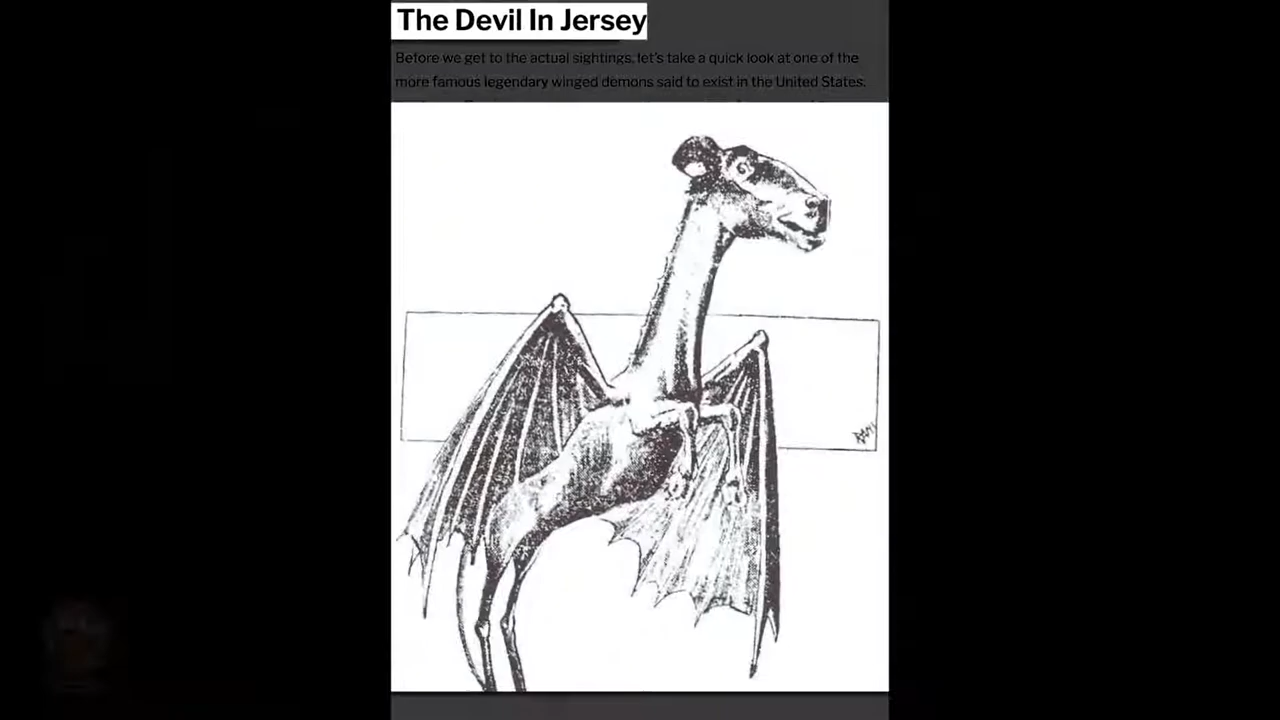 The Devil In Jersey
Before we get to the actual sightings, let's take a quick look at one of the
more famous legendary winged demons said to exist in the United States.